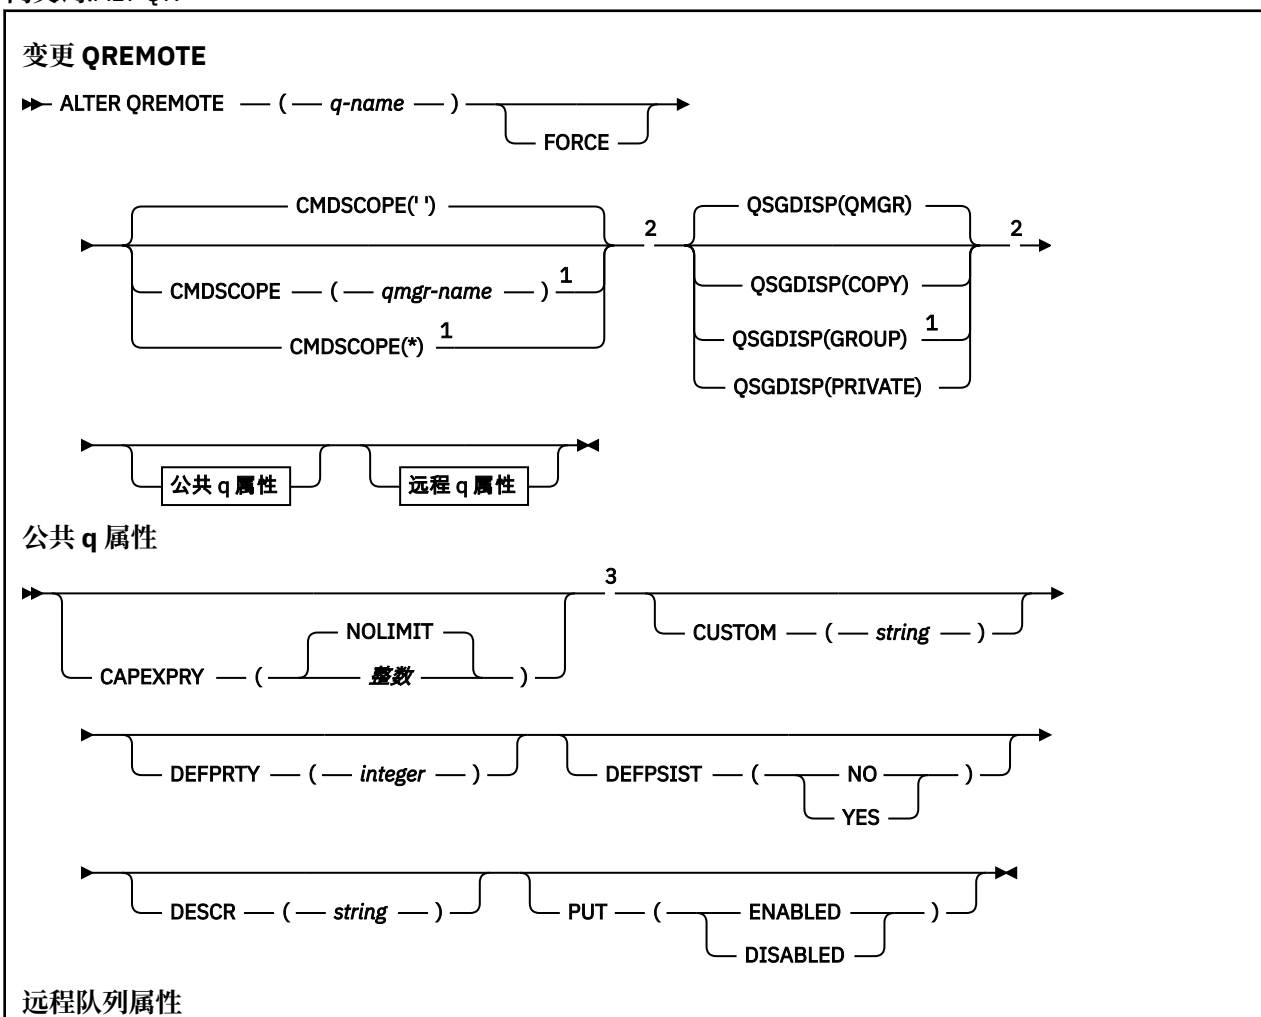 变更 QREMOTE
ALTER QREMOTE ( q-name )
FORCE
CMDSCOPE(' ')
CMDSCOPE ( qmgr-name ) 1
CMDSCOPE(*) 1
2
QSGDISP(QMGR)
QSGDISP(COPY)
QSGDISP(GROUP) 1
QSGDISP(PRIVATE)
2
公共 q 属性
远程 q 属性
公共 q 属性
CAPEXPRY ( NOLIMIT
整数 )
3
CUSTOM ( string )
DEFPRTY ( integer )
DEFPSIST ( NO
YES )
DESCR ( string )
PUT ( ENABLED
DISABLED )
远程队列属性